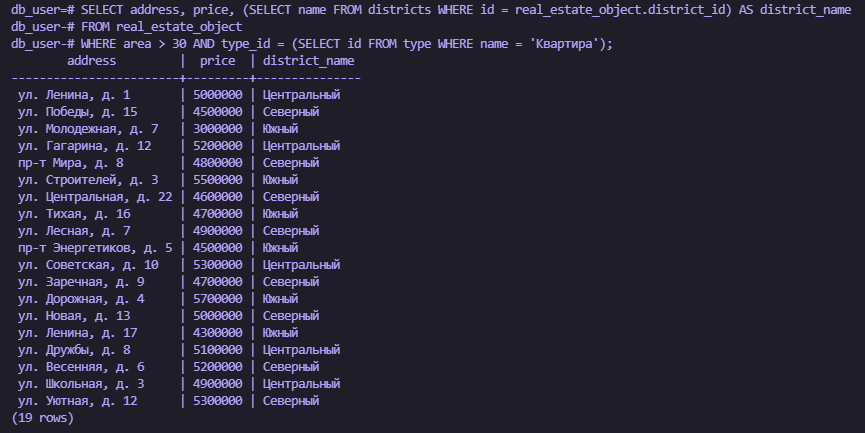 db_user=# SELECT address, price, (SELECT name FROM districts WHERE id = real_estate_object.district_id) AS district_name
db_user-# FROM real_estate_object
db_user-# WHERE area > 30 AND type_id = (SELECT id FROM type WHERE name = 'Квартира');
        address         |  price  | district_name
------------------------+---------+---------------
 ул. Ленина, д. 1       | 5000000 | Центральный
 ул. Победы, д. 15      | 4500000 | Северный
 ул. Молодежная, д. 7   | 3000000 | Южный
 ул. Гагарина, д. 12    | 5200000 | Центральный
 пр-т Мира, д. 8        | 4800000 | Северный
 ул. Строителей, д. 3   | 5500000 | Южный
 ул. Центральная, д. 22 | 4600000 | Северный
 ул. Тихая, д. 16       | 4700000 | Южный
 ул. Лесная, д. 7       | 4900000 | Северный
 пр-т Энергетиков, д. 5 | 4500000 | Южный
 ул. Советская, д. 10   | 5300000 | Центральный
 ул. Заречная, д. 9     | 4700000 | Северный
 ул. Дорожная, д. 4     | 5700000 | Южный
 ул. Новая, д. 13       | 5000000 | Северный
 ул. Ленина, д. 17      | 4300000 | Южный
 ул. Дружбы, д. 8       | 5100000 | Центральный
 ул. Весенняя, д. 6     | 5200000 | Северный
 ул. Школьная, д. 3     | 4900000 | Центральный
 ул. Уютная, д. 12      | 5300000 | Северный
(19 rows)